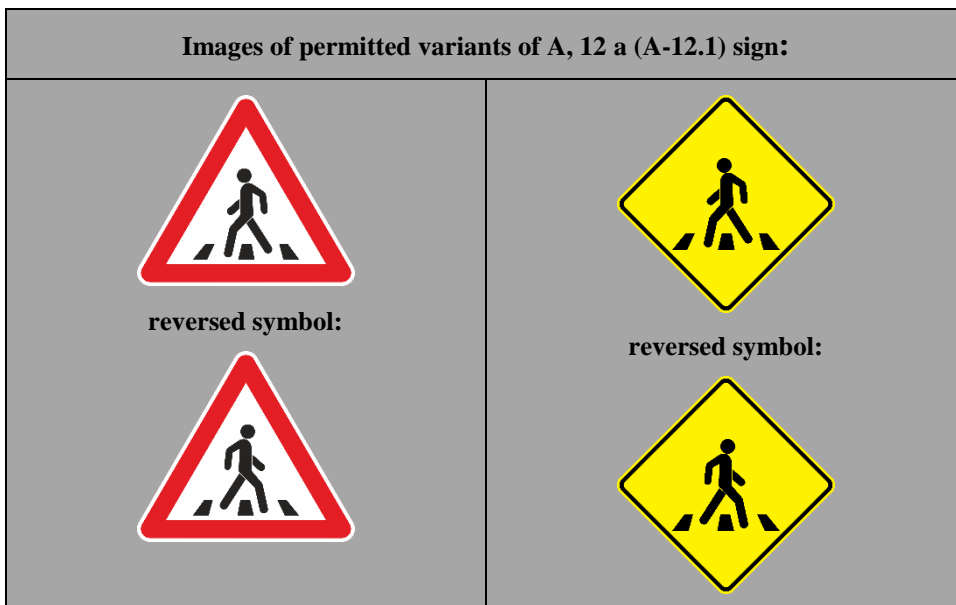 Images of permitted variants of A, 12 a (A-12.1) sign:
reversed symbol:
reversed symbol: